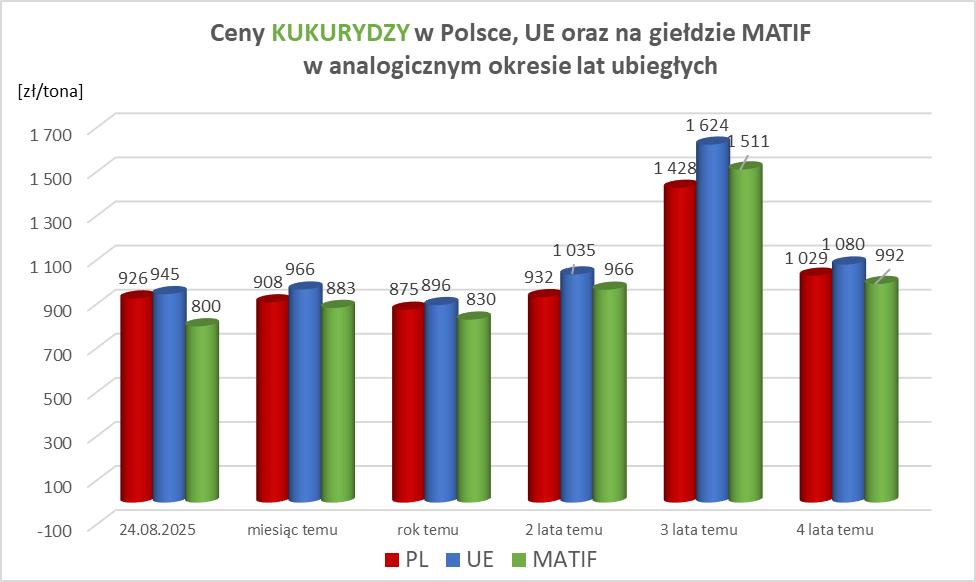 Ceny KUKURYDZY w Polsce, UE oraz na giełdzie MATIF
w analogicznym okresie lat ubiegłych
[zł/tona]
1 700
1 500
1 300
1 100
900
700
500
300
100
-100
926 945 800
908 966 883
875 896 830
932 1 035 966
1 428 1 624 1 511
1 029 1 080 992
24.08.2025 miesiąc temu rok temu 2 lata temu 3 lata temu 4 lata temu
PL UE MATIF